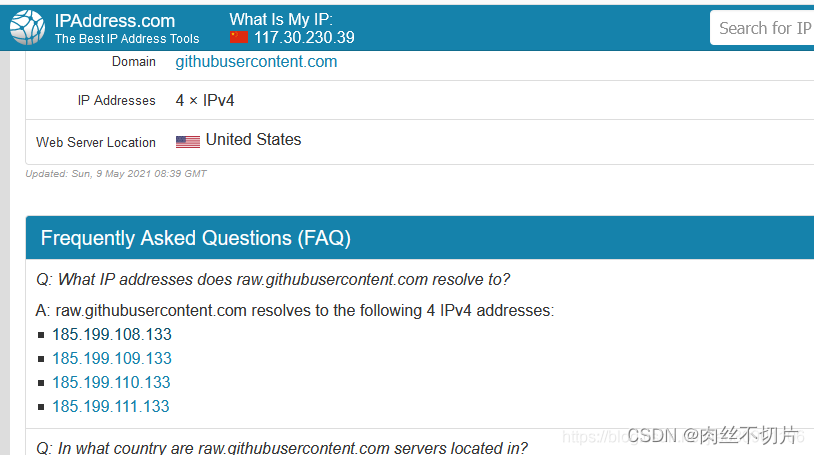 IPAddress.com
The Best IP Address Tools
What Is My IP:
117.30.230.39
Search for IP
Domain githubusercontent.com
IP Addresses 4 × IPv4
Web Server Location United States
Updated: Sun, 9 May 2021 08:39 GMT
Frequently Asked Questions (FAQ)
Q: What IP addresses does raw.githubusercontent.com resolve to?
A: raw.githubusercontent.com resolves to the following 4 IPv4 addresses:
185.199.108.133
185.199.109.133
185.199.110.133
185.199.111.133
CSDN @肉丝不切片
Q: In what country are raw.githubusercontent.com servers located in?